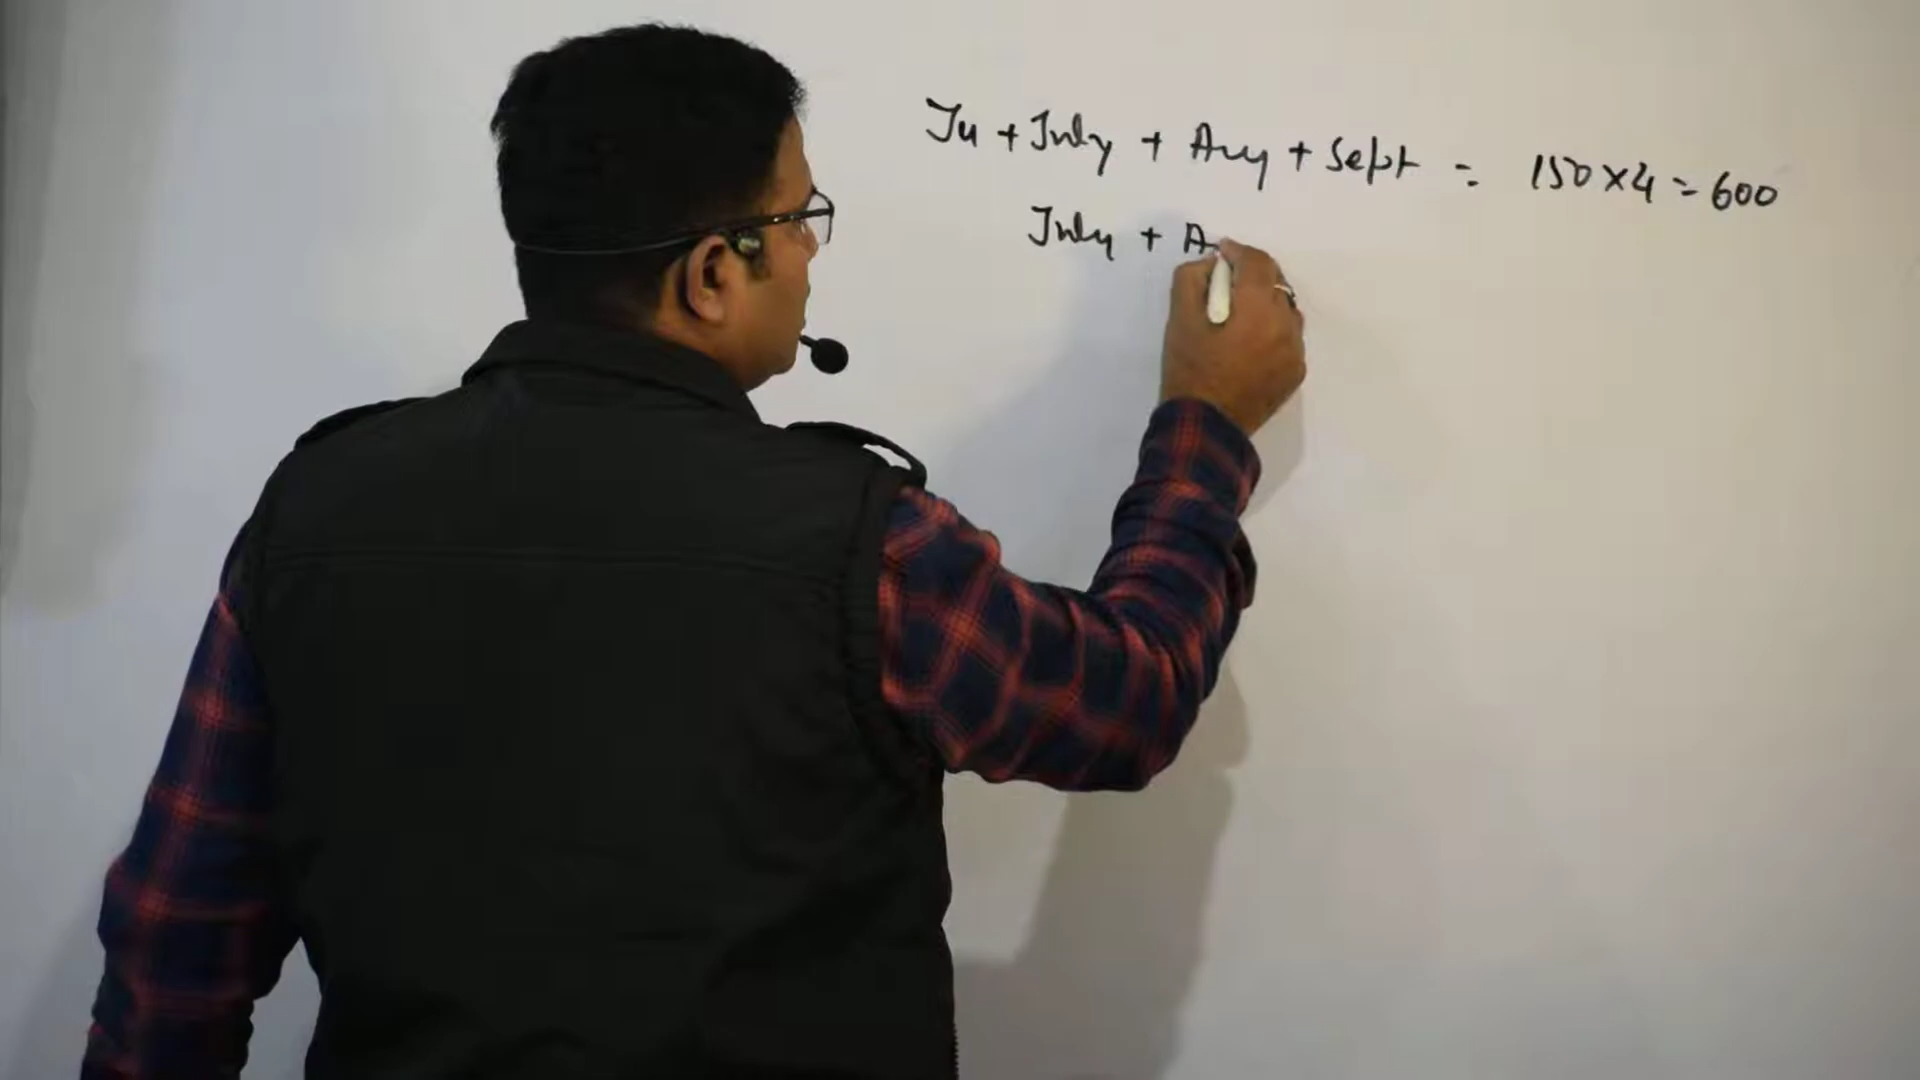 Ju + July + Aug + Sept = 150 × 4 = 600
July + A